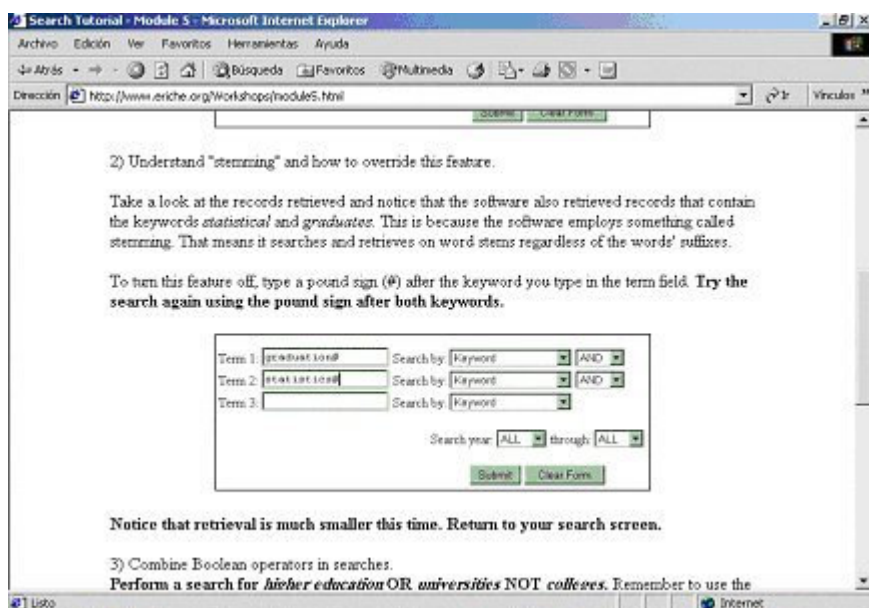 Search Tutorial - Module 5 - Microsoft Internet Explorer
Archivo Edición Ver Favoritos Herramientas Ayuda
Atrás Búsqueda Favoritos Multimedia
Dirección http://www.eriche.org/Workshops/module5.html Ir Vínculos »
Submit Clear Form
2) Understand "stemming" and how to override this feature.
Take a look at the records retrieved and notice that the software also retrieved records that contain
the keywords statistical and graduates. This is because the software employs something called
stemming. That means it searches and retrieves on word stems regardless of the words' suffixes.
To turn this feature off, type a pound sign (#) after the keyword you type in the term field. Try the
search again using the pound sign after both keywords.
Term 1: graduation# Search by: Keyword AND
Term 2: statistics# Search by: Keyword AND
Term 3: Search by: Keyword
Search year: ALL through: ALL
Submit Clear Form
Notice that retrieval is much smaller this time. Return to your search screen.
3) Combine Boolean operators in searches.
Perform a search for higher education OR universities NOT colleges. Remember to use the
Listo Internet